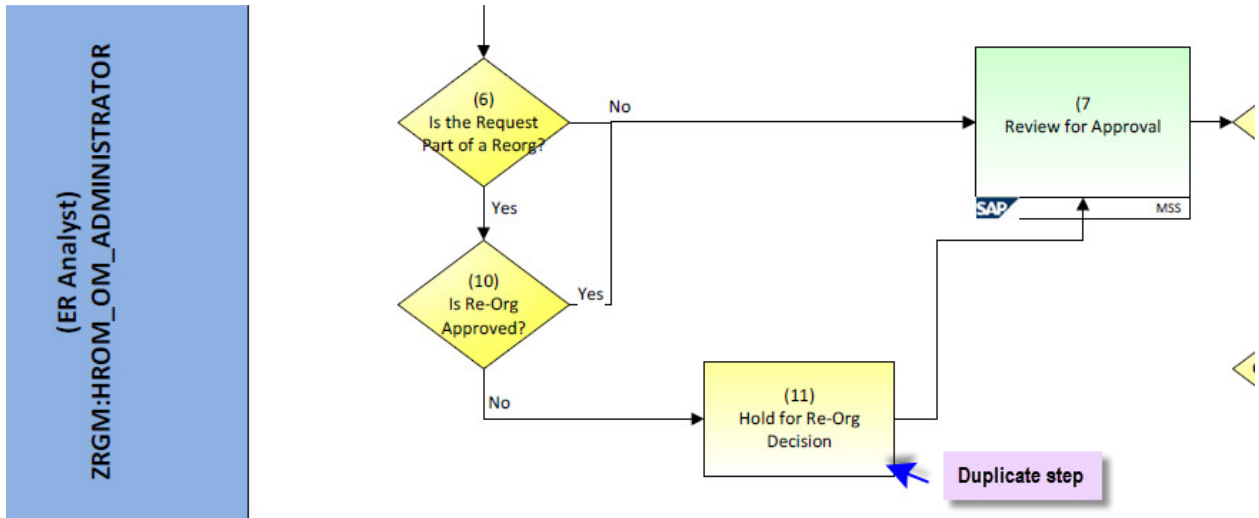 (ER Analyst)
ZRGM:HROM_OM_ADMINISTRATOR
(6)
Is the Request
Part of a Reorg?
No
Yes
(7
Review for Approval
SAP
MSS
(10)
Is Re-Org
Approved?
Yes
No
(11)
Hold for Re-Org
Decision
Duplicate step